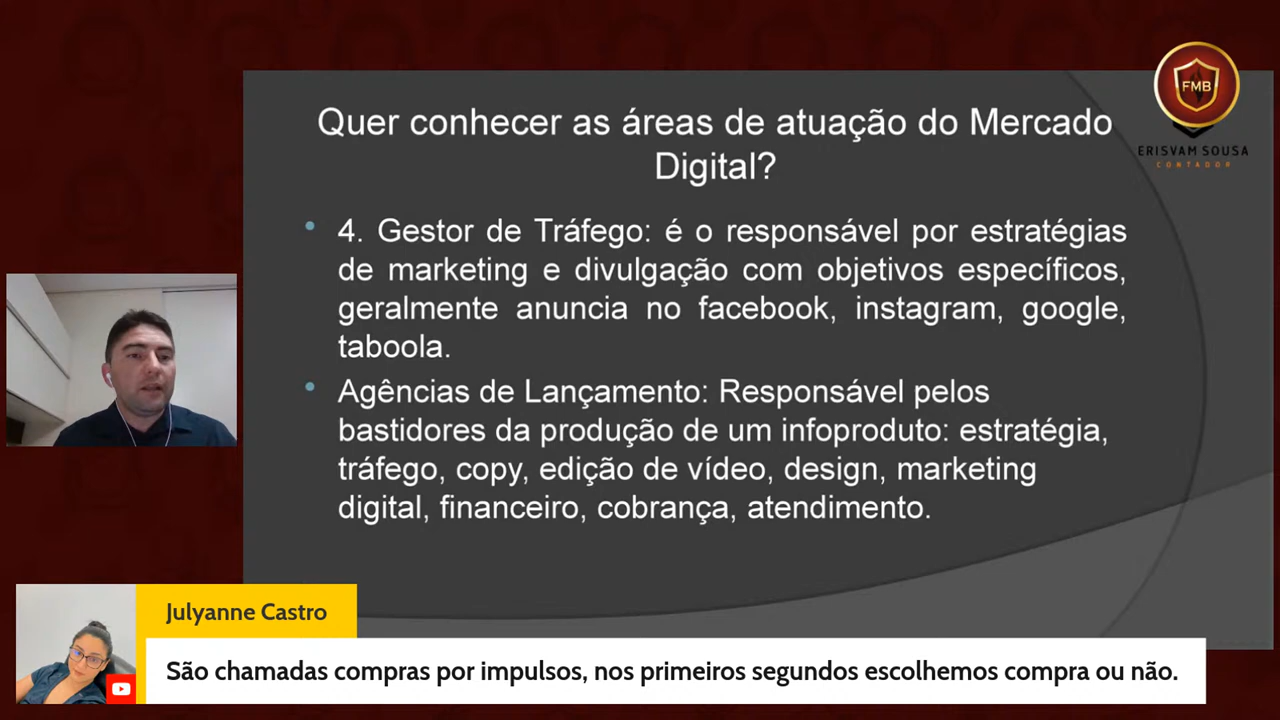 FMB
ERISVAM SOUSA
CONTADOR
Quer conhecer as áreas de atuação do Mercado
Digital?
4. Gestor de Tráfego: é o responsável por estratégias
de marketing e divulgação com objetivos específicos,
geralmente anuncia no facebook, instagram, google,
taboola.
Agências de Lançamento: Responsável pelos
bastidores da produção de um infoproduto: estratégia,
tráfego, copy, edição de vídeo, design, marketing
digital, financeiro, cobrança, atendimento.
Julyanne Castro
São chamadas compras por impulsos, nos primeiros segundos escolhemos compra ou não.